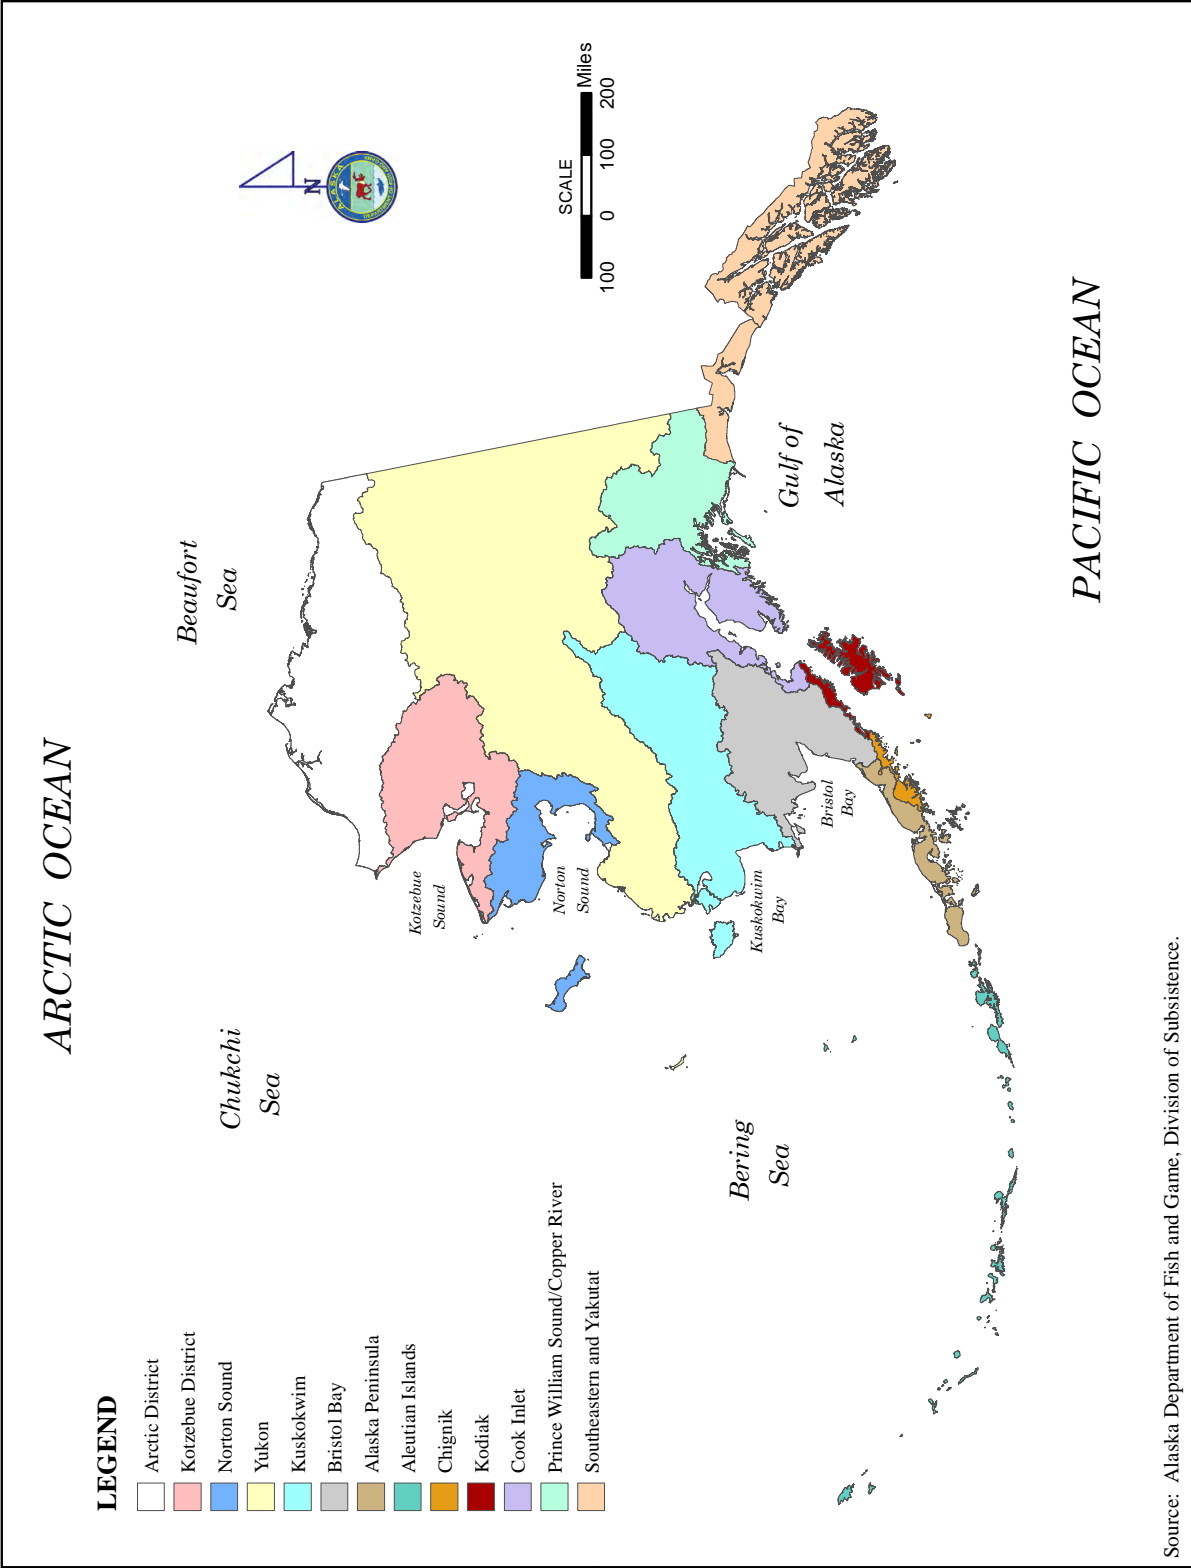 ARCTIC OCEAN
Chukchi
Sea
Beaufort
Sea
N
ALASKA
SCALE
100 0 100 200 Miles
Kotzebue
Sound
Norton
Sound
Kuskokwim
Bay
Bristol
Bay
Gulf of
Alaska
Bering
Sea
PACIFIC OCEAN
LEGEND
Arctic District
Kotzebue District
Norton Sound
Yukon
Kuskokwim
Bristol Bay
Alaska Peninsula
Aleutian Islands
Chignik
Kodiak
Cook Inlet
Prince William Sound/Copper River
Southeastern and Yakutat
Source: Alaska Department of Fish and Game, Division of Subsistence.